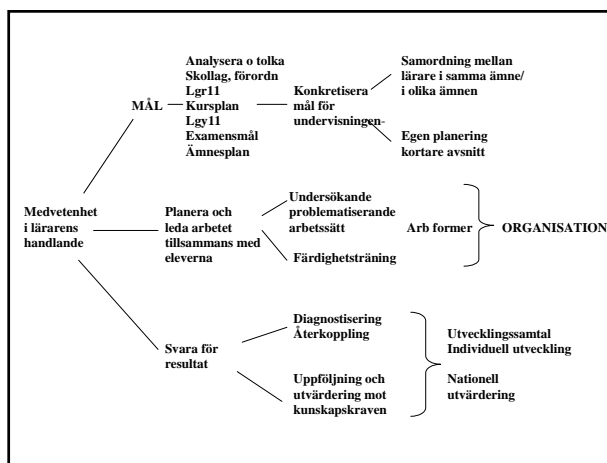 Analysera o tolka
Skollag, förordn
Lgr11
Kursplan
Lgy11
Examensmål
Ämnesplan
MÅL
Konkretisera
mål för
undervisningen-
Samordning mellan
lärare i samma ämne/
i olika ämnen
Egen planering
kortare avsnitt
Medvetenhet
i lärarens
handlande
Planera och
leda arbetet
tillsammans med
eleverna
Undersökande
problematiserande
arbetssätt
Färdighetsträning
Arb former
ORGANISATION
Svara för
resultat
Diagnostisering
Återkoppling
Uppföljning och
utvärdering mot
kunskapskraven
Utvecklingssamtal
Individuell utveckling
Nationell
utvärdering